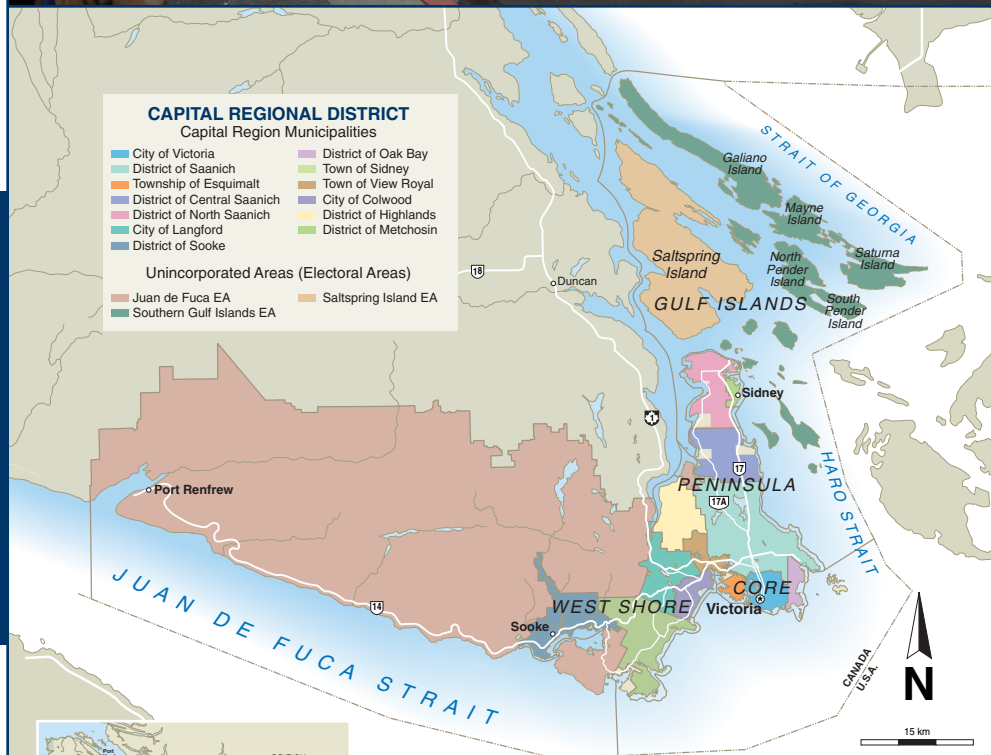 CAPITAL REGIONAL DISTRICT
Capital Region Municipalities
City of Victoria
District of Saanich
Township of Esquimalt
District of Central Saanich
District of North Saanich
City of Langford
District of Sooke
District of Oak Bay
Town of Sidney
Town of View Royal
City of Colwood
District of Highlands
District of Metchosin
Unincorporated Areas (Electoral Areas)
Juan de Fuca EA
Southern Gulf Islands EA
Saltspring Island EA
STRAIT OF GEORGIA
Galiano
Island
Mayne
Island
Saltspring
Island
North
Pender
Island
Saturna
Island
South
Pender
Island
GULF ISLANDS
18
Duncan
1
Sidney
HARO STRAIT
17
PENINSULA
17A
Port Renfrew
JUAN DE FUCA STRAIT
14
WEST SHORE
CORE
Victoria
Sooke
CANADA
U.S.A.
N
15 km
Port